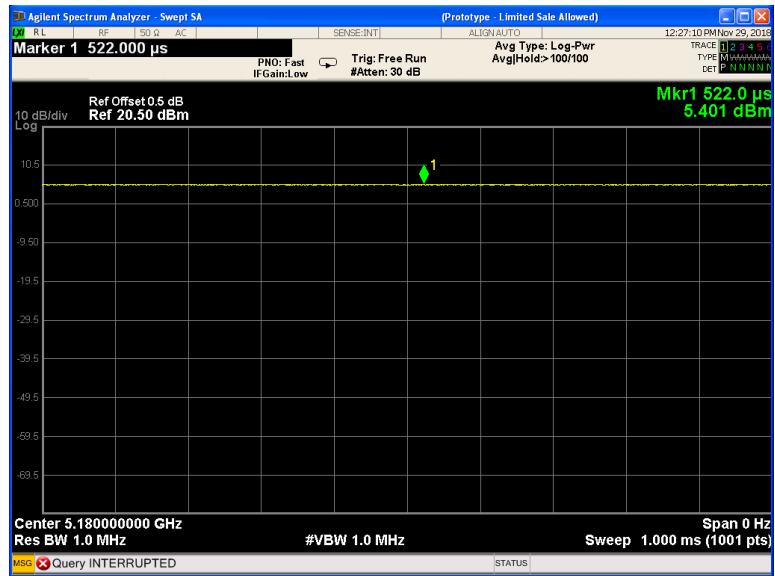 Agilent Spectrum Analyzer - Swept SA (Prototype - Limited Sale Allowed)
LXI RL RF 50 Ω AC SENSE:INT ALIGN AUTO 12:27:10 PM Nov 29, 2018
Marker 1 522.000 µs
PNO: Fast
IFGain:Low
Trig: Free Run
#Atten: 30 dB
Avg Type: Log-Pwr
Avg|Hold:>100/100
TRACE 1 2 3 4 5 6
TYPE M
DET P N N N N N
Mkr1 522.0 µs
5.401 dBm
Ref Offset 0.5 dB
10 dB/div Ref 20.50 dBm
Log
1
10.5
0.500
-9.50
-19.5
-29.5
-39.5
-49.5
-59.5
-69.5
Center 5.180000000 GHz Span 0 Hz
Res BW 1.0 MHz #VBW 1.0 MHz Sweep 1.000 ms (1001 pts)
MSG Query INTERRUPTED STATUS